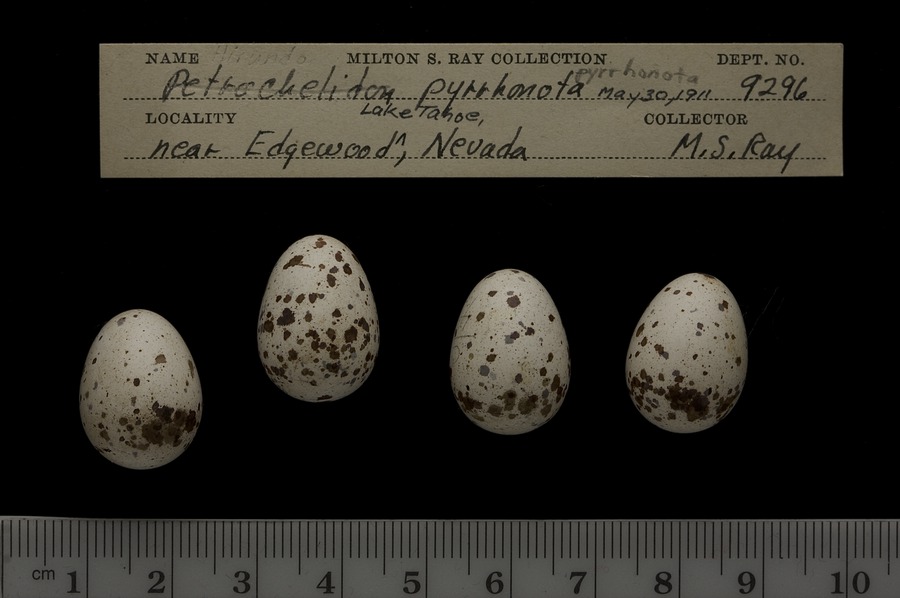 NAME Hirundo MILTON S. RAY COLLECTION DEPT. NO.
pyrrhonota
Petrochelidon pyrrhonota May 30, 1911 9296
LOCALITY Lake Tahoe, COLLECTOR
near Edgewood^, Nevada M.S. Ray
cm 1 2 3 4 5 6 7 8 9 10